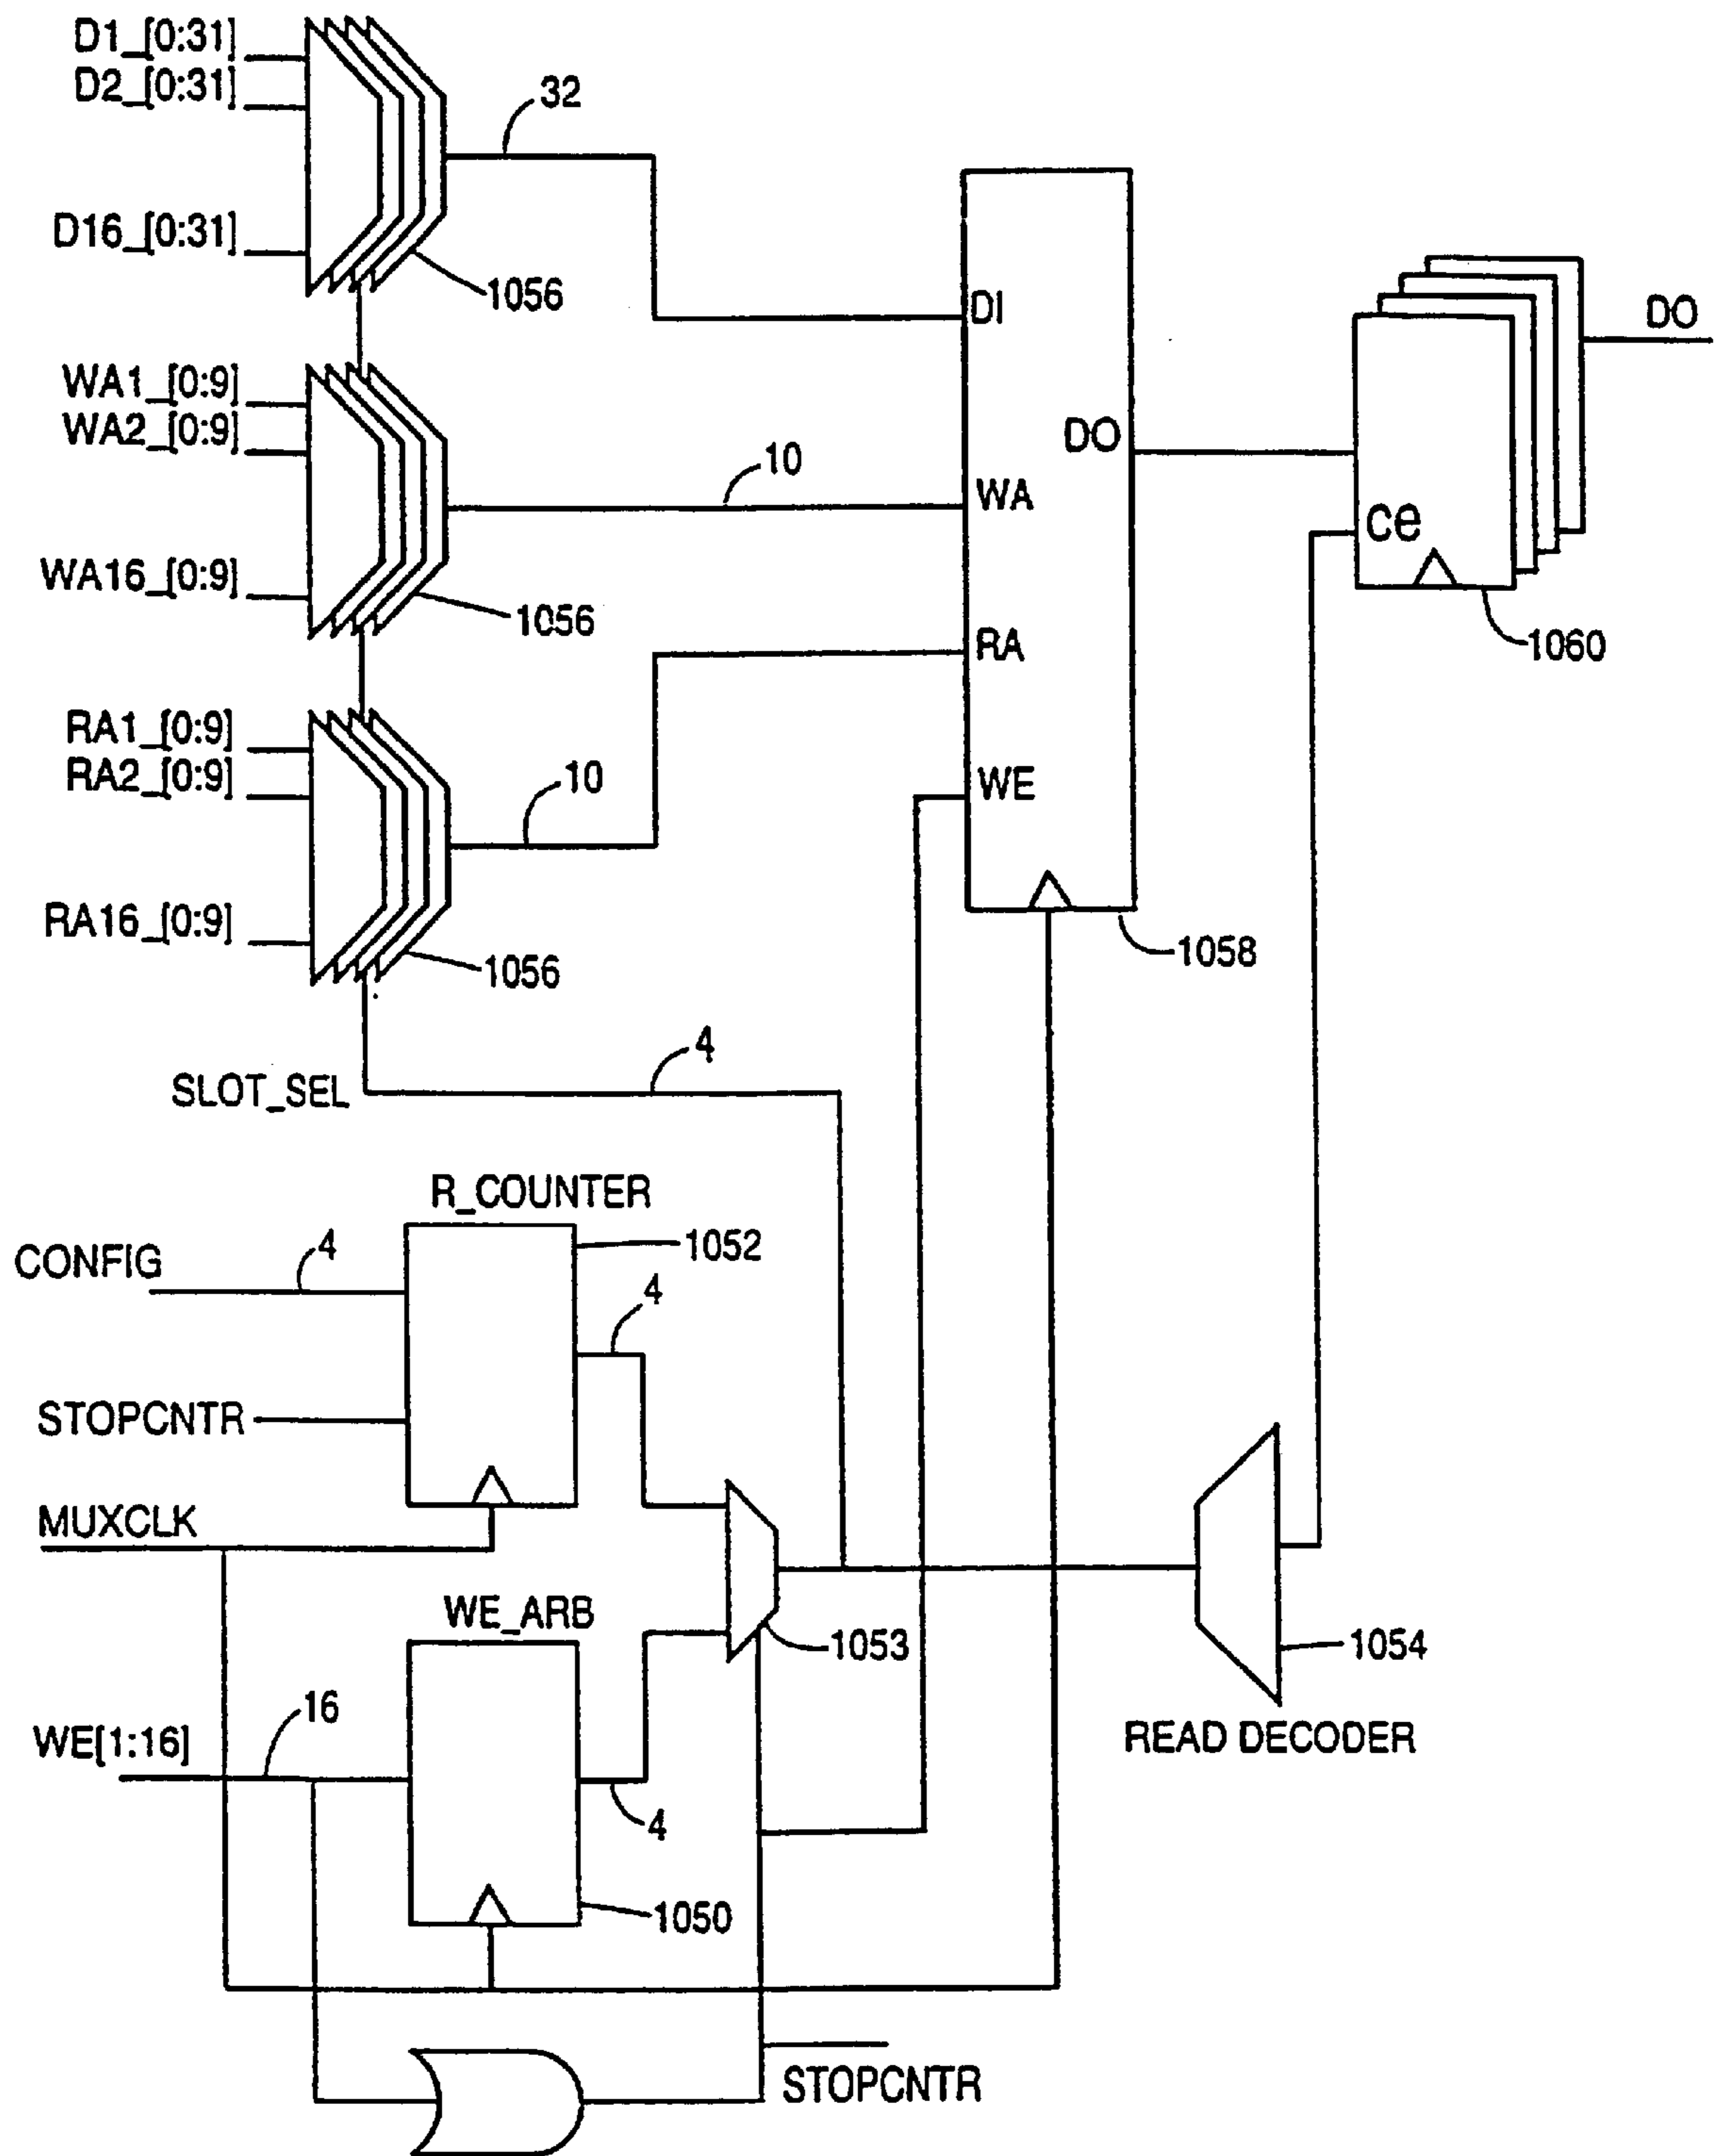 D1_[0:31]
D2_[0:31]
32
D16_[0:31]
1056
DI
DO
WA1_[0:9]
WA2_[0:9]
10
WA
DO
ce
WA16_[0:9]
1056
RA
1060
RA1_[0:9]
RA2_[0:9]
10
WE
RA16_[0:9]
1056
1058
4
SLOT_SEL
R_COUNTER
1052
CONFIG
4
4
STOPCNTR
MUXCLK
WE_ARB
1053
1054
READ DECODER
WE[1:16]
16
4
1050
STOPCNTR